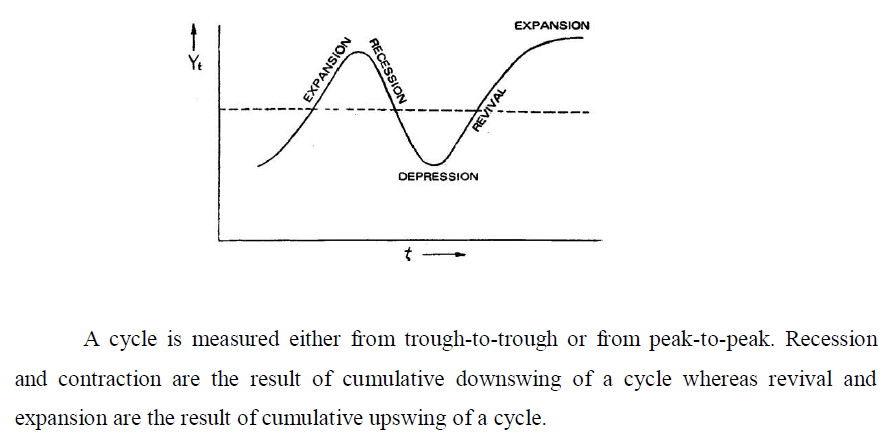 EXPANSION
Yt
EXPANSION
RECESSION
REVIVAL
DEPRESSION
t
A cycle is measured either from trough-to-trough or from peak-to-peak. Recession
and contraction are the result of cumulative downswing of a cycle whereas revival and
expansion are the result of cumulative upswing of a cycle.